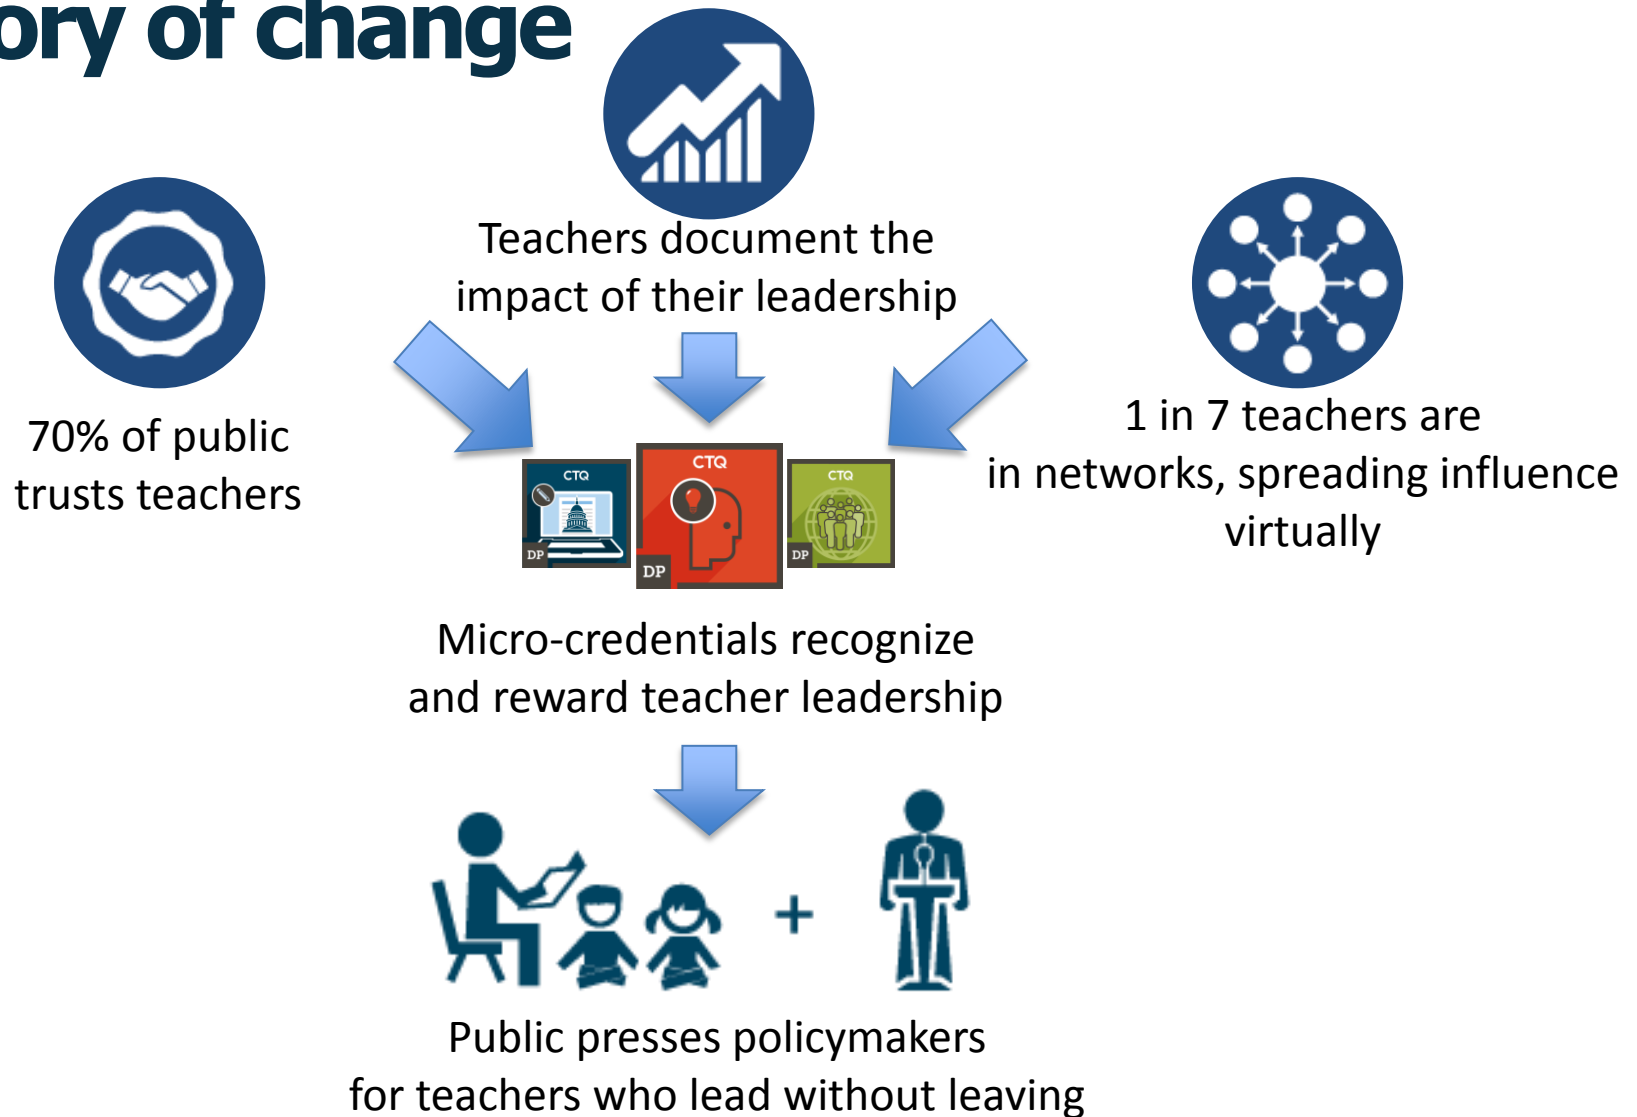 ory of change
Teachers document the
impact of their leadership
70% of public
trusts teachers
1 in 7 teachers are
in networks, spreading influence
virtually
CTQ
DP
CTQ
DP
CTQ
DP
Micro-credentials recognize
and reward teacher leadership
+
Public presses policymakers
for teachers who lead without leaving